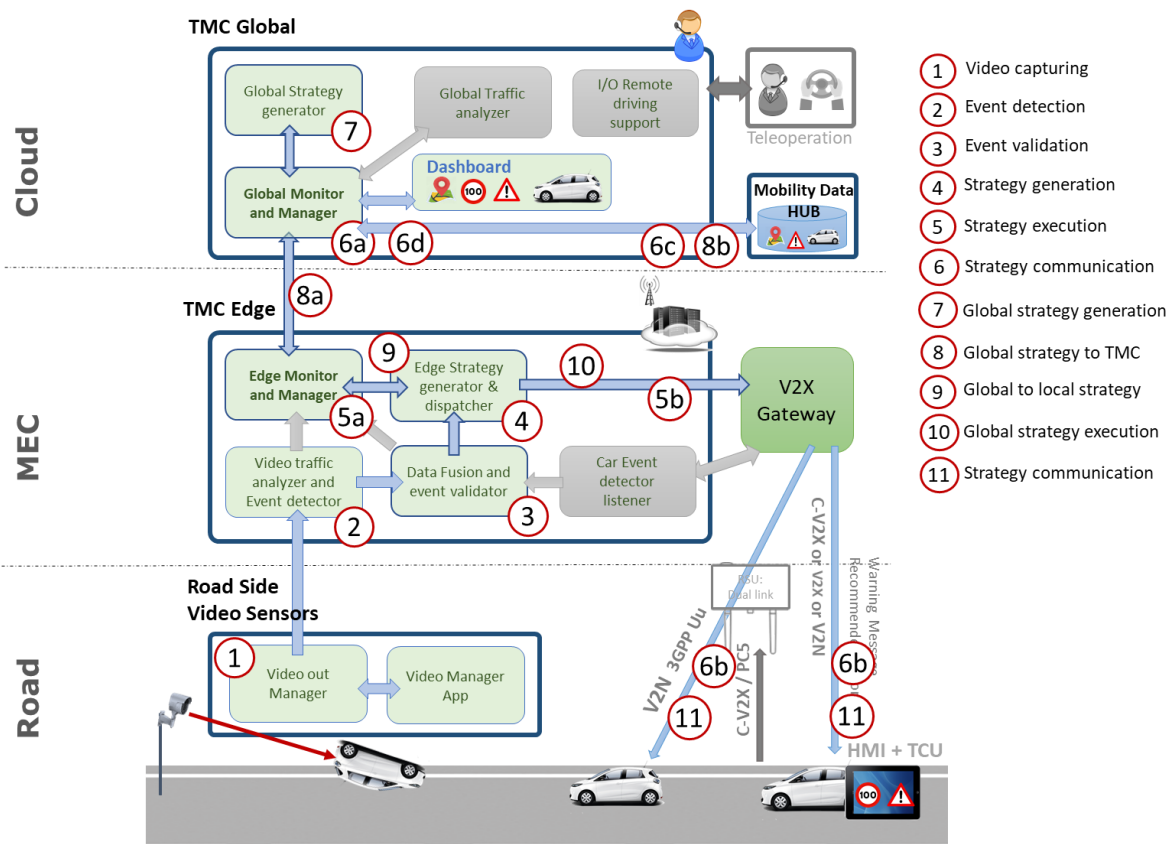 TMC Global
Cloud
Global Strategy
generator
7
Global Traffic
analyzer
I/O Remote
driving
support
Teleoperation
Global Monitor
and Manager
Dashboard
100
!
Mobility Data
HUB
!
6a
6d
6c
8b
8a
TMC Edge
MEC
Edge Monitor
and Manager
9
Edge Strategy
generator &
dispatcher
10
5a
4
5b
V2X
Gateway
Video traffic
analyzer and
Event detector
2
Data Fusion and
event validator
3
Car Event
detector
listener
C-V2X or V2X or V2N
Warning Message
RSU:
Dual link
Road Side
Video Sensors
Road
1
Video out
Manager
Video Manager
App
V2N 3GPP Uu
C-V2X / PC5
6b
11
6b
11
HMI + TCU
100
!
1 Video capturing
2 Event detection
3 Event validation
4 Strategy generation
5 Strategy execution
6 Strategy communication
7 Global strategy generation
8 Global strategy to TMC
9 Global to local strategy
10 Global strategy execution
11 Strategy communication